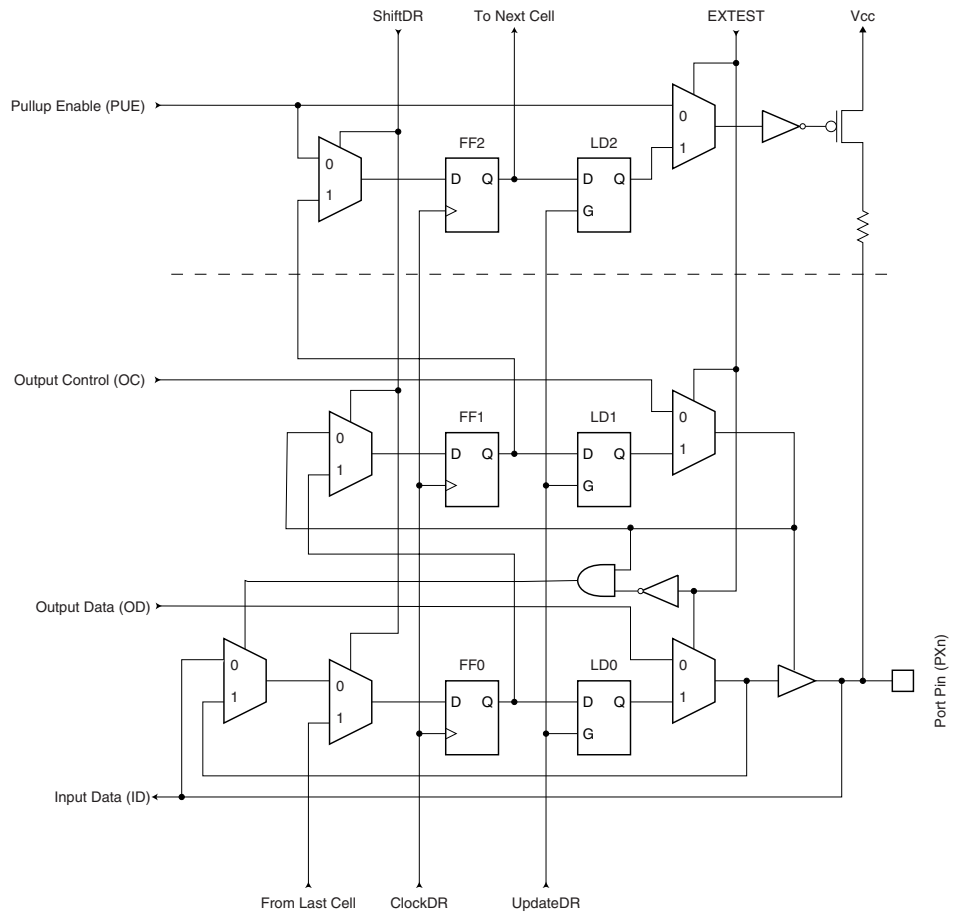 ShiftDR
To Next Cell
EXTEST
Vcc
Pullup Enable (PUE)
0
1
FF2
D Q
LD2
D Q
G
0
1
Output Control (OC)
0
1
FF1
D Q
LD1
D Q
G
0
1
Output Data (OD)
0
1
0
1
FF0
D Q
LD0
D Q
G
0
1
Port Pin (PXn)
Input Data (ID)
From Last Cell
ClockDR
UpdateDR